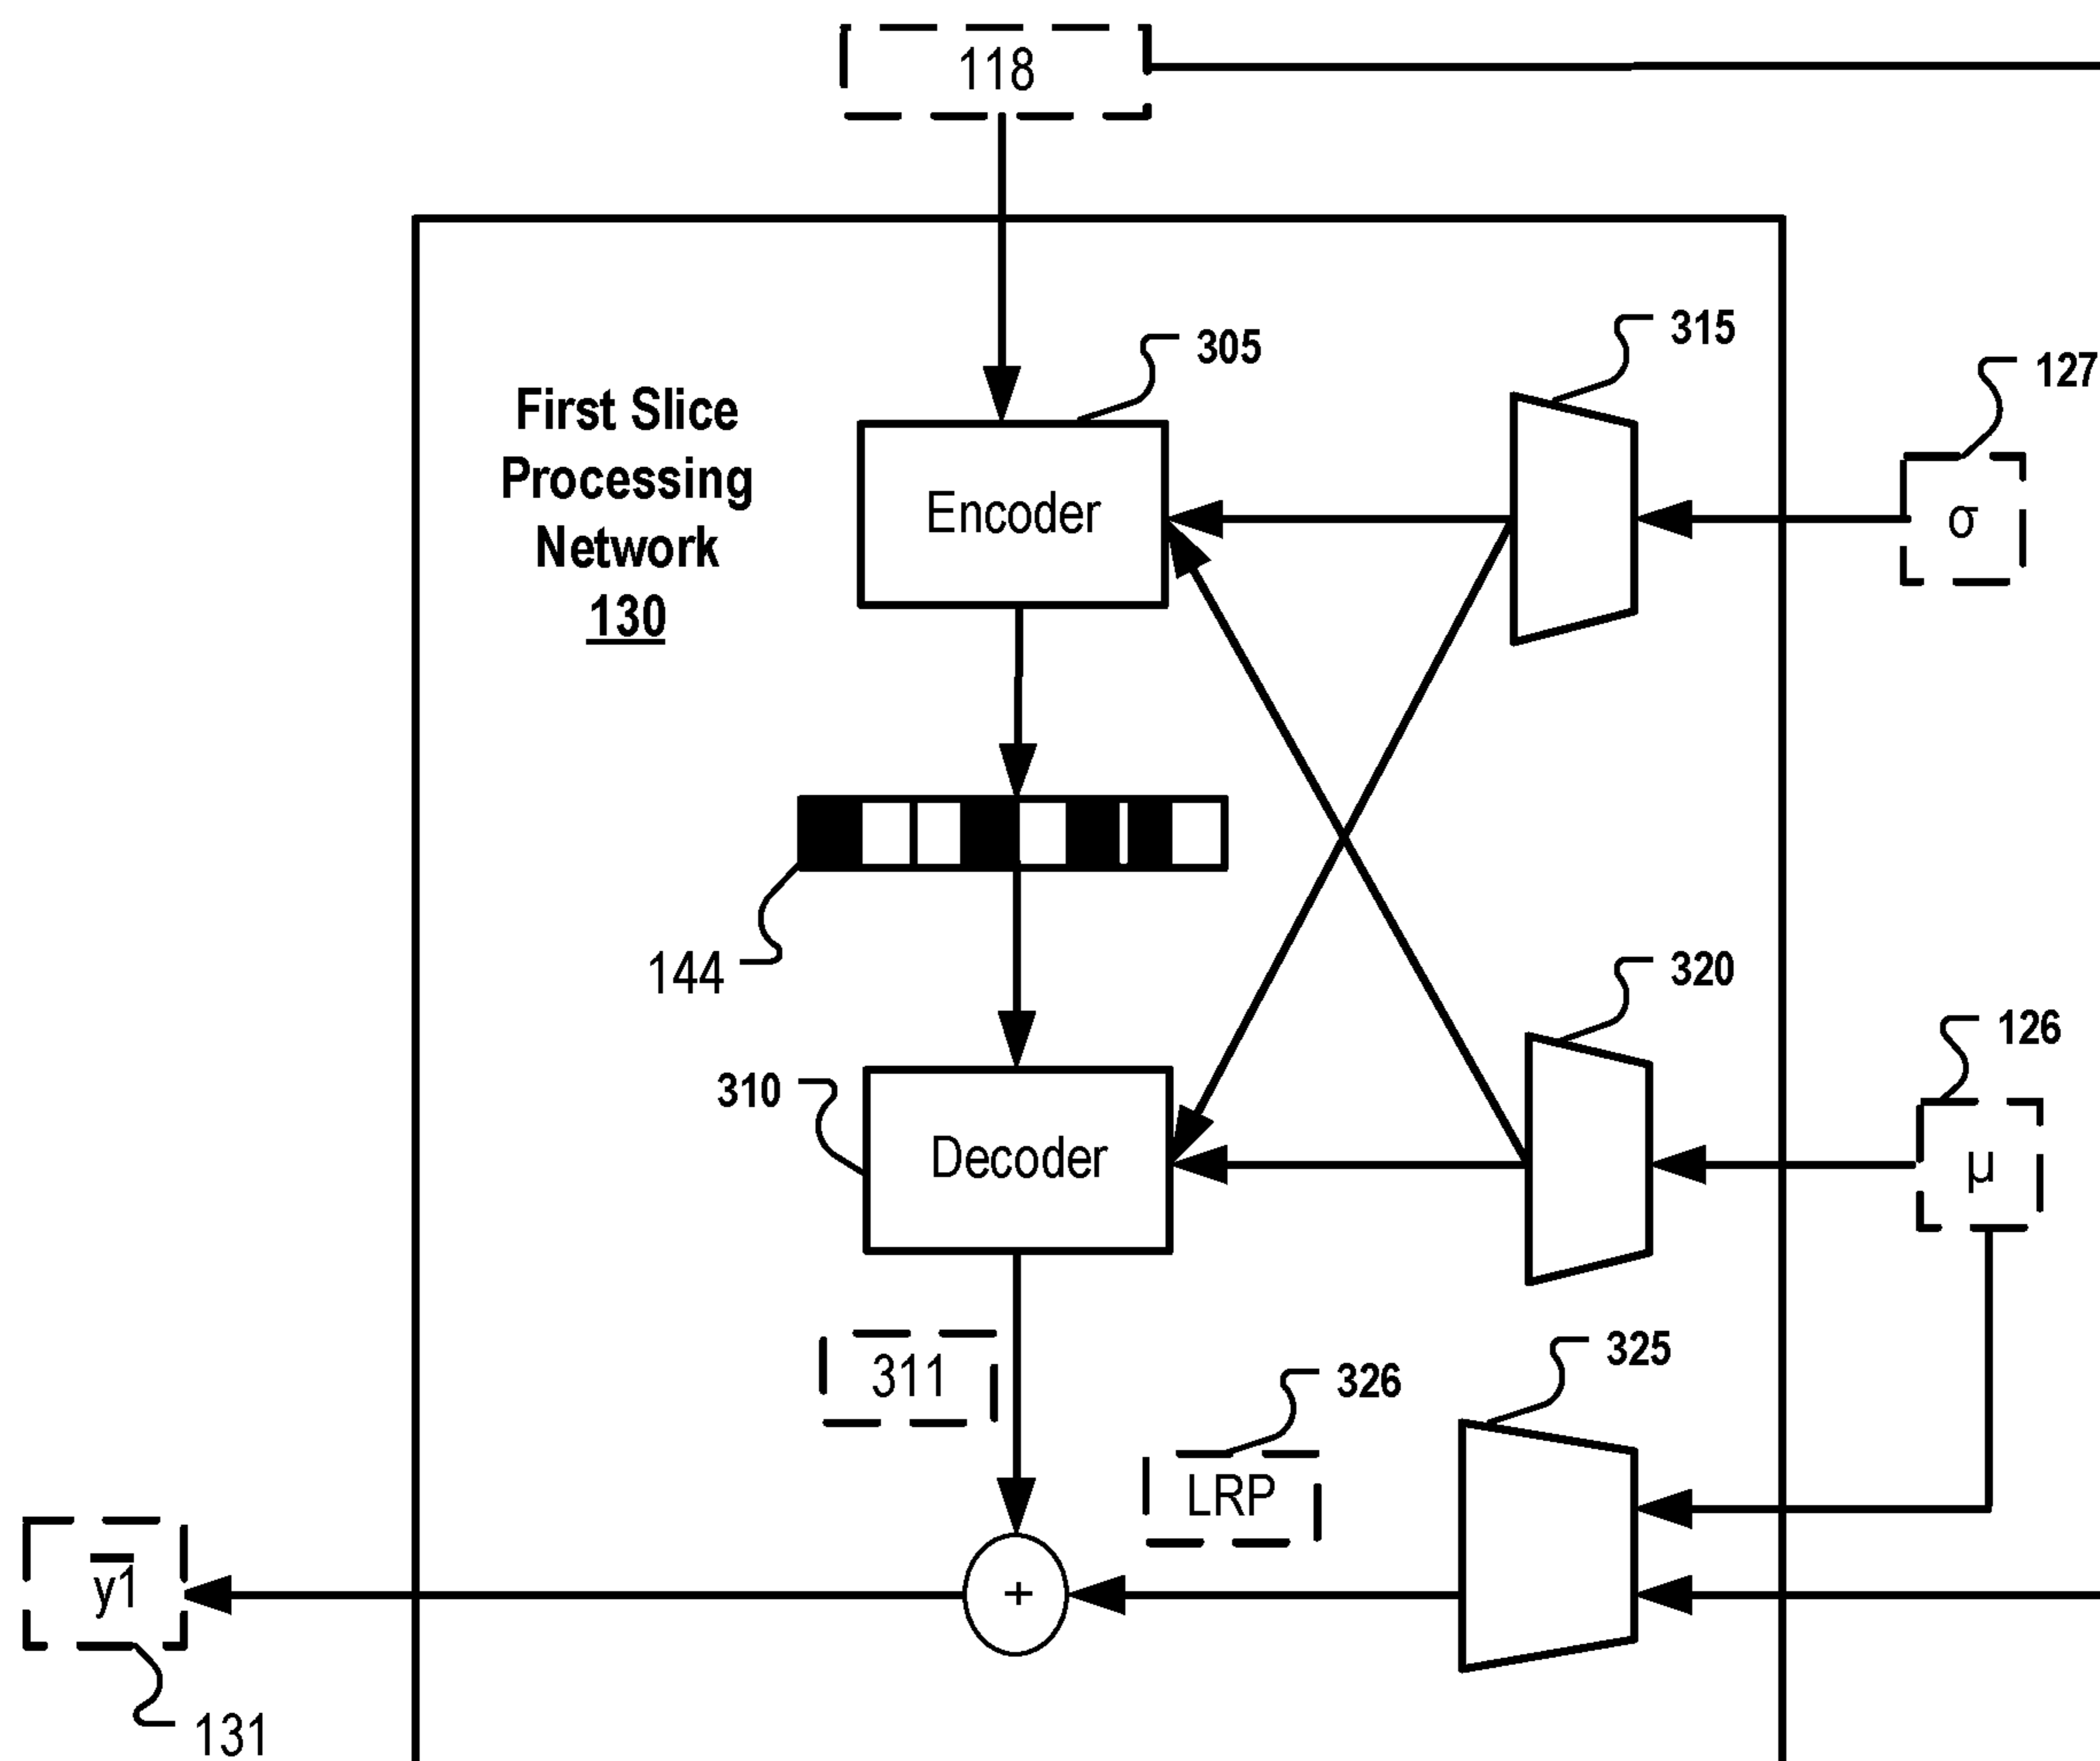 118
305
315
127
First Slice
Processing
Network
130
Encoder
σ
144
320
126
310
Decoder
μ
325
311
326
LRP
y̅1̅
+
131